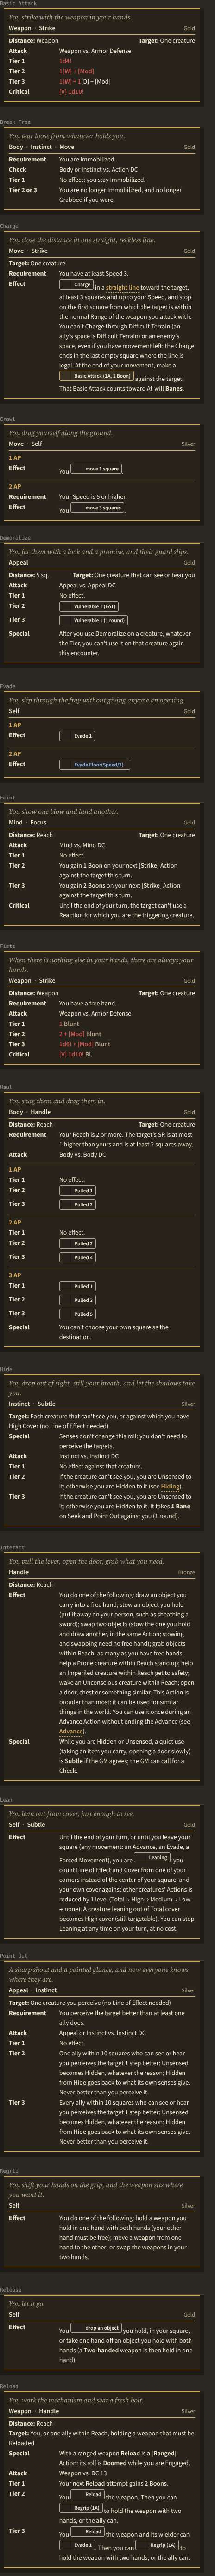 Basic Attack
You strike with the weapon in your hands.
Weapon · Strike Gold
Distance: Weapon Target: One creature
Attack Weapon vs. Armor Defense
Tier 1 1d4!
Tier 2 1[W] + [Mod]
Tier 3 1[W] + 1[D] + [Mod]
Critical [V] 1d10!
Break Free
You tear loose from whatever holds you.
Body · Instinct · Move Gold
Requirement You are Immobilized.
Check Body or Instinct vs. Action DC
Tier 1 No effect: you stay Immobilized.
Tier 2 or 3 You are no longer Immobilized, and no longer
Grabbed if you were.
Charge
You close the distance in one straight, reckless line.
Move · Strike Gold
Target: One creature
Requirement You have at least Speed 3.
Effect Charge in a straight line toward the target,
at least 3 squares and up to your Speed, and stop
on the first square from which the target is within
the normal Range of the weapon you attack with.
You can't Charge through Difficult Terrain (an
ally's space is Difficult Terrain) or an enemy's
space, even if you have movement left: the Charge
ends in the last empty square where the line is
legal. At the end of your movement, make a
Basic Attack (1A, 1 Boon) against the target.
That Basic Attack counts toward At-will Banes.
Crawl
You drag yourself along the ground.
Move · Self Silver
1 AP
Effect You move 1 square
2 AP
Requirement Your Speed is 5 or higher.
Effect You move 3 squares
Demoralize
You fix them with a look and a promise, and their guard slips.
Appeal Gold
Distance: 5 sq. Target: One creature that can see or hear you
Attack Appeal vs. Appeal DC
Tier 1 No effect.
Tier 2 Vulnerable 1 (EoT)
Tier 3 Vulnerable 1 (1 round)
Special After you use Demoralize on a creature, whatever
the Tier, you can't use it on that creature again
this encounter.
Evade
You slip through the fray without giving anyone an opening.
Self Gold
1 AP
Effect Evade 1
2 AP
Effect Evade Floor(Speed/2)
Feint
You show one blow and land another.
Mind · Focus Gold
Distance: Reach Target: One creature
Attack Mind vs. Mind DC
Tier 1 No effect.
Tier 2 You gain 1 Boon on your next [Strike] Action
against the target this turn.
Tier 3 You gain 2 Boons on your next [Strike] Action
against the target this turn.
Critical Until the end of your turn, the target can't use a
Reaction for which you are the triggering creature.
Fists
When there is nothing else in your hands, there are always your
hands.
Weapon · Strike Gold
Distance: Weapon Target: One creature
Requirement You have a free hand.
Attack Weapon vs. Armor Defense
Tier 1 1 Blunt
Tier 2 2 + [Mod] Blunt
Tier 3 1d6! + [Mod] Blunt
Critical [V] 1d10! Bl.
Haul
You snag them and drag them in.
Body · Handle Gold
Distance: Reach Target: One creature
Requirement Your Reach is 2 or more. The target's SR is at most
1 higher than yours and is at least 2 squares away.
Attack Body vs. Body DC
1 AP
Tier 1 No effect.
Tier 2 Pulled 1
Tier 3 Pulled 2
2 AP
Tier 1 No effect.
Tier 2 Pulled 2
Tier 3 Pulled 4
3 AP
Tier 1 Pulled 1
Tier 2 Pulled 3
Tier 3 Pulled 5
Special You can't choose your own square as the
destination.
Hide
You drop out of sight, still your breath, and let the shadows take
you.
Instinct · Subtle Silver
Target: Each creature that can't see you, or against which you have
High Cover (no Line of Effect needed)
Special Senses don't change this roll: you don't need to
perceive the targets.
Attack Instinct vs. Instinct DC
Tier 1 No effect against that creature.
Tier 2 If the creature can't see you, you are Unsensed to
it; otherwise you are Hidden to it (see Hiding).
Tier 3 If the creature can't see you, you are Unsensed to
it; otherwise you are Hidden to it. It takes 1 Bane
on Seek and Point Out against you (1 round).
Interact
You pull the lever, open the door, grab what you need.
Handle Bronze
Distance: Reach
Effect You do one of the following: draw an object you
carry into a free hand; stow an object you hold
(put it away on your person, such as sheathing a
sword); swap two objects (stow the one you hold
and draw another, in the same Action; stowing
and swapping need no free hand); grab objects
within Reach, as many as you have free hands;
help a Prone creature within Reach stand up; help
an Imperiled creature within Reach get to safety;
wake an Unconscious creature within Reach; open
a door, chest or something similar. This Action is
broader than most: it can be used for similar
things in the world. You can use it once during an
Advance Action without ending the Advance (see
Advance).
Special While you are Hidden or Unsensed, a quiet use
(taking an item you carry, opening a door slowly)
is Subtle if the GM agrees; the GM can call for a
Check.
Lean
You lean out from cover, just enough to see.
Self · Subtle Gold
Effect Until the end of your turn, or until you leave your
square (any movement: an Advance, an Evade, a
Forced Movement), you are Leaning: you
count Line of Effect and Cover from one of your
corners instead of the center of your square, and
your own cover against other creatures' Actions is
reduced by 1 level (Total → High → Medium → Low
→ none). A creature leaning out of Total cover
becomes High cover (still targetable). You can stop
Leaning at any time on your turn, at no cost.
Point Out
A sharp shout and a pointed glance, and now everyone knows
where they are.
Appeal · Instinct Silver
Target: One creature you perceive (no Line of Effect needed)
Requirement You perceive the target better than at least one
ally does.
Attack Appeal or Instinct vs. Instinct DC
Tier 1 No effect.
Tier 2 One ally within 10 squares who can see or hear
you perceives the target 1 step better: Unsensed
becomes Hidden, whatever the reason; Hidden
from Hide goes back to what its own senses give.
Never better than you perceive it.
Tier 3 Every ally within 10 squares who can see or hear
you perceives the target 1 step better: Unsensed
becomes Hidden, whatever the reason; Hidden
from Hide goes back to what its own senses give.
Never better than you perceive it.
Regrip
You shift your hands on the grip, and the weapon sits where
you want it.
Self Silver
Effect You do one of the following: hold a weapon you
hold in one hand with both hands (your other
hand must be free); move a weapon from one
hand to the other; or swap the weapons in your
two hands.
Release
You let it go.
Self Gold
Effect You drop an object you hold, in your square,
or take one hand off an object you hold with both
hands (a Two-handed weapon is then held in one
hand).
Reload
You work the mechanism and seat a fresh bolt.
Weapon · Handle Gold
Distance: Reach
Target: You, or one ally within Reach, holding a weapon that must be
Reloaded
Special With a ranged weapon Reload is a [Ranged]
Action: its roll is Doomed while you are Engaged.
Attack Weapon vs. DC 13
Tier 1 Your next Reload attempt gains 2 Boons.
Tier 2 You Reload the weapon. Then you can
Regrip (1A) to hold the weapon with two
hands, or the ally can.
Tier 3 You Reload the weapon and its wielder can
Evade 1. Then you can Regrip (1A) to
hold the weapon with two hands, or the ally can.